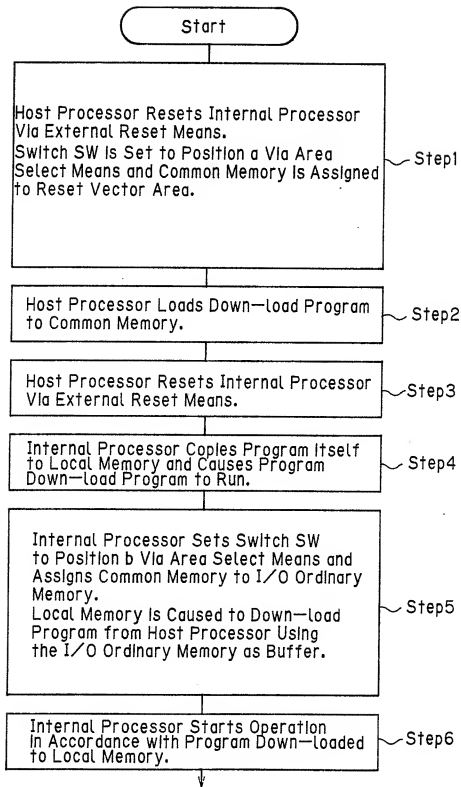 Start
Host Processor Resets Internal Processor
Via External Reset Means.
Switch SW is Set to Position a Via Area
Select Means and Common Memory is Assigned
to Reset Vector Area.
Step1
Host Processor Loads Down-load Program
to Common Memory.
Step2
Host Processor Resets Internal Processor
Via External Reset Means.
Step3
Internal Processor Copies Program Itself
to Local Memory and Causes Program
Down-load Program to Run.
Step4
Internal Processor Sets Switch SW
to Position b Via Area Select Means and
Assigns Common Memory to I/O Ordinary
Memory.
Local Memory is Caused to Down-load
Program from Host Processor Using
the I/O Ordinary Memory as Buffer.
Step5
Internal Processor Starts Operation
in Accordance with Program Down-loaded
to Local Memory.
Step6